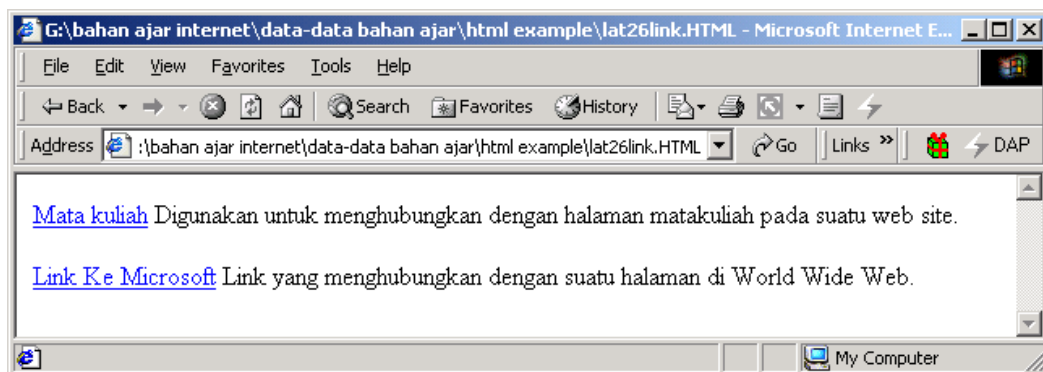 G:\bahan ajar internet\data-data bahan ajar\html example\lat26link.HTML - Microsoft Internet E...
File Edit View Favorites Tools Help
Back Search Favorites History
Address :\bahan ajar internet\data-data bahan ajar\html example\lat26link.HTML Go Links » DAP
Mata kuliah Digunakan untuk menghubungkan dengan halaman matakuliah pada suatu web site.
Link Ke Microsoft Link yang menghubungkan dengan suatu halaman di World Wide Web.
My Computer